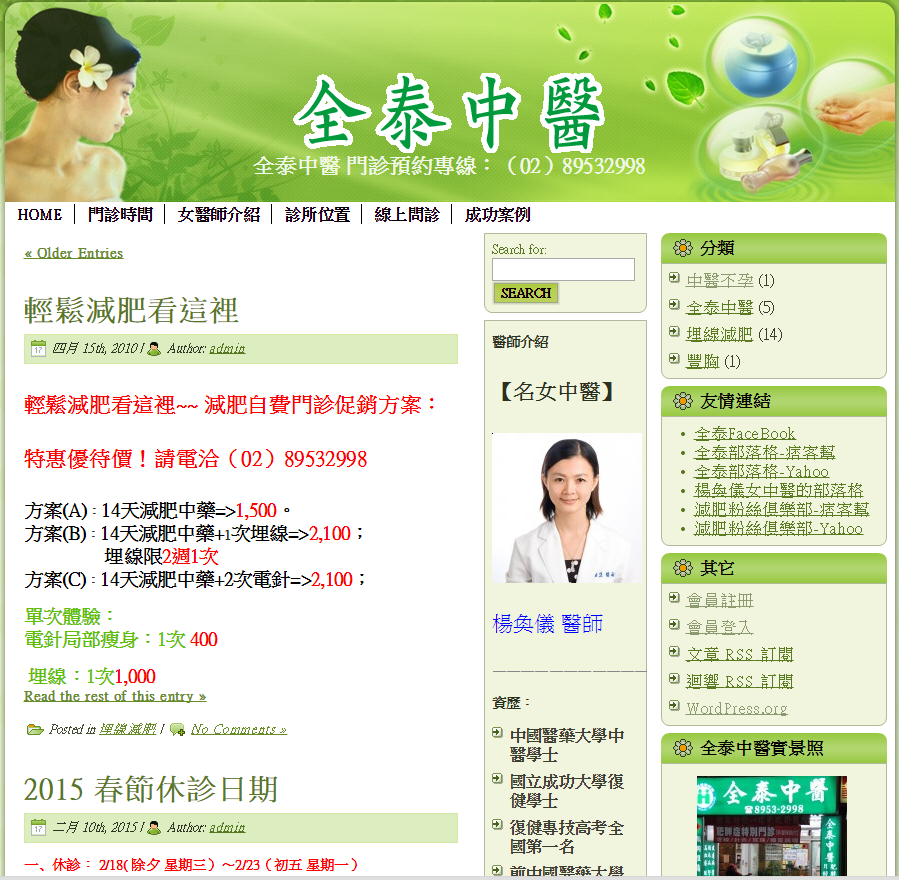 全泰中醫
全泰中醫 門診預約專線：（02）89532998
HOME
門診時間
女醫師介紹
診所位置
線上問診
成功案例
« Older Entries
輕鬆減肥看這裡
17 四月 15th, 2010 | Author: admin
輕鬆減肥看這裡~~ 減肥自費門診促銷方案：
特惠優待價！請電洽（02）89532998
方案(A)：14天減肥中藥=>1,500。
方案(B)：14天減肥中藥+1次埋線=>2,100；
埋線限2週1次
方案(C)：14天減肥中藥+2次電針=>2,100；
單次體驗：
電針局部瘦身：1次 400
埋線：1次1,000
Read the rest of this entry »
Posted in 埋線減肥 | No Comments »
2015 春節休診日期
17 二月 10th, 2015 | Author: admin
一、休診： 2/18( 除夕 星期三）～2/23（初五 星期一）
Search for:
SEARCH
醫師介紹
【名女中醫】
楊奐儀 醫師
資歷：
中國醫藥大學中
醫學士
國立成功大學復
健學士
復健專技高考全
國第一名
前中國醫藥大學
分類
中醫不孕 (1)
全泰中醫 (5)
埋線減肥 (14)
豐胸 (1)
友情連結
全泰FaceBook
全泰部落格-痞客幫
全泰部落格-Yahoo
楊奐儀女中醫的部落格
減肥粉絲俱樂部-痞客幫
減肥粉絲俱樂部-Yahoo
其它
會員註冊
會員登入
文章 RSS 訂閱
迴響 RSS 訂閱
WordPress.org
全泰中醫實景照
全泰中醫
☎8953-2998
肥胖症特別門診
全泰中醫